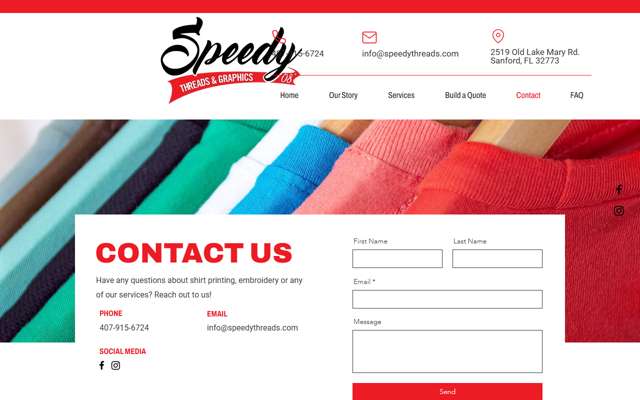 Speedy
THREADS & GRAPHICS
08
407-915-6724
info@speedythreads.com
2519 Old Lake Mary Rd.
Sanford, FL 32773
Home
Our Story
Services
Build a Quote
Contact
FAQ
CONTACT US
Have any questions about shirt printing, embroidery or any
of our services? Reach out to us!
PHONE
407-915-6724
EMAIL
info@speedythreads.com
SOCIAL MEDIA
First Name
Last Name
Email *
Message
Send